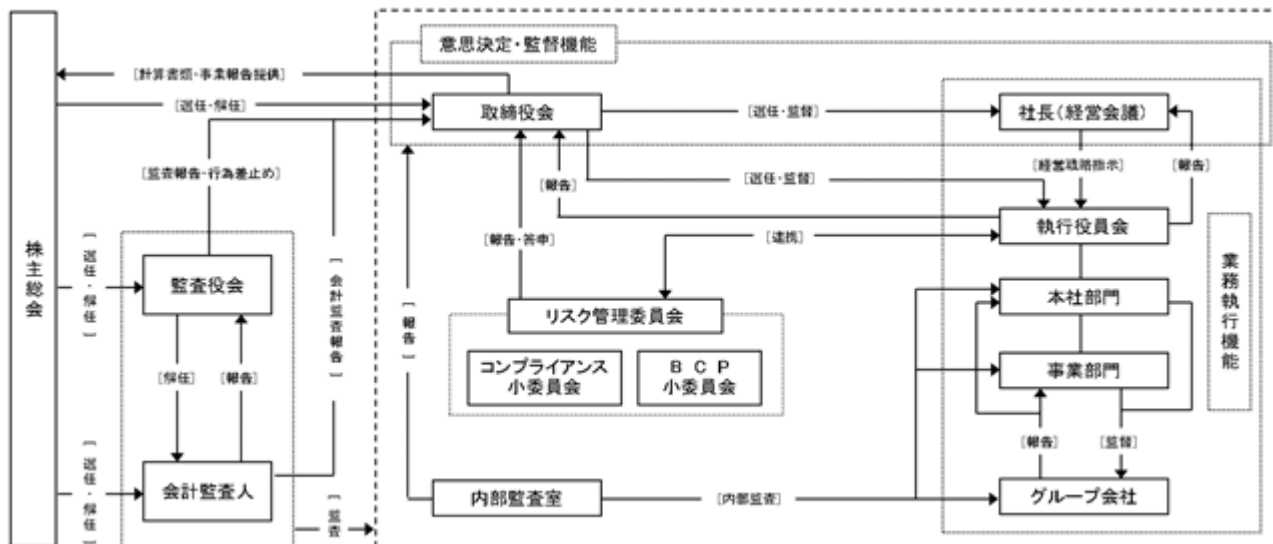 意思決定・監督機能
[計算書類・事業報告提供]
[選任・解任]
取締役会
[選任・監督]
社長(経営会議)
[監査報告・行為差止め]
[報告]
[選任・監督]
[経営戦略指示]
[報告]
株主総会
[選任・解任]
監査役会
[会計監査報告]
[報告・答申]
[連携]
執行役員会
業務執行機能
[報告]
リスク管理委員会
本社部門
コンプライアンス
小委員会
BCP
小委員会
事業部門
[解任]
[報告]
[報告]
[監督]
[選任・解任]
会計監査人
[監査]
内部監査室
[内部監査]
グループ会社